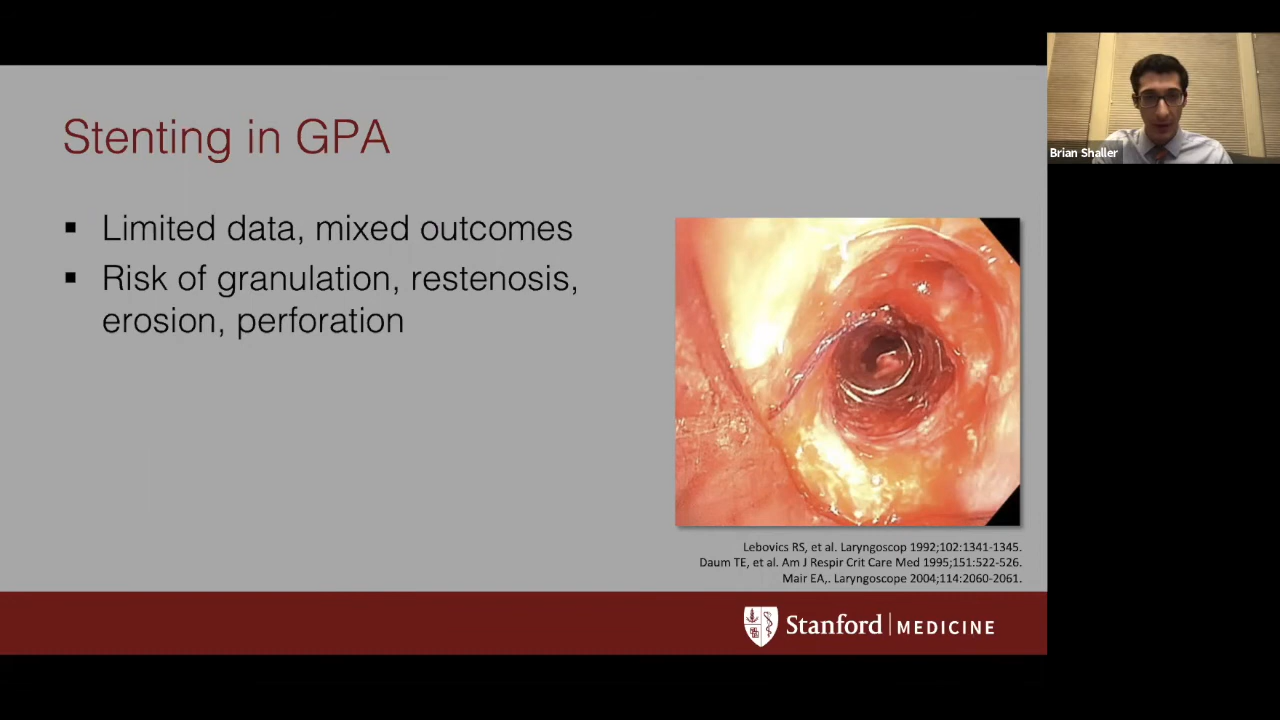 Stenting in GPA
▪ Limited data, mixed outcomes
▪ Risk of granulation, restenosis,
erosion, perforation
Lebovics RS, et al. Laryngoscop 1992;102:1341-1345.
Daum TE, et al. Am J Respir Crit Care Med 1995;151:522-526.
Mair EA,. Laryngoscope 2004;114:2060-2061.
Stanford | MEDICINE
Brian Shaller